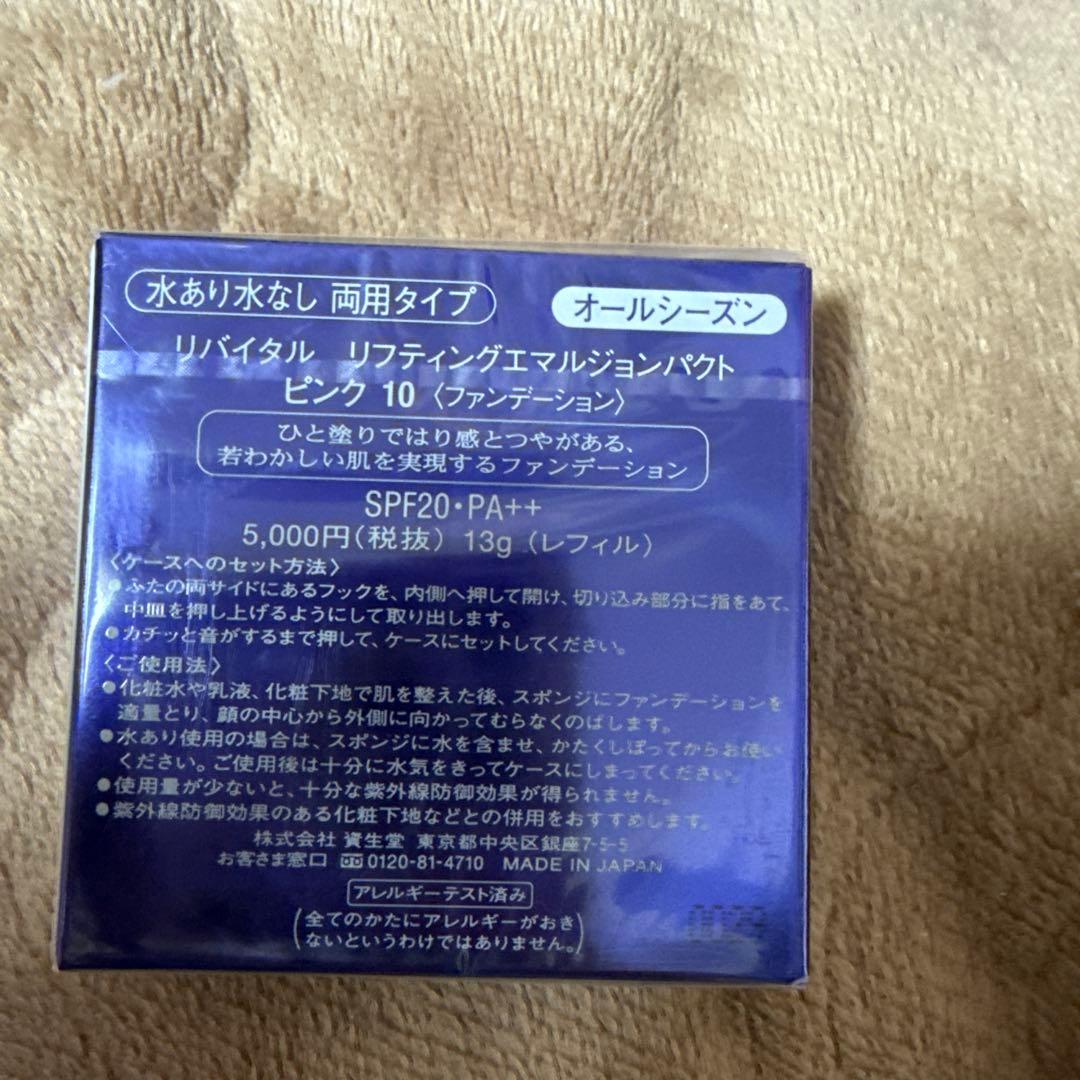 水あり水なし 両用タイプ
オールシーズン
リバイタル リフティングエマルジョンパクト
ピンク 10 〈ファンデーション〉
ひと塗りではり感とつやがある、
若わかしい肌を実現するファンデーション
SPF20・PA++
5,000円(税抜) 13g (レフィル)
〈ケースへのセット方法〉
●ふたの両サイドにあるフックを、内側へ押して開け、切り込み部分に指をあて、
中皿を押し上げるようにして取り出します。
●カチッと音がするまで押して、ケースにセットしてください。
〈ご使用法〉
●化粧水や乳液、化粧下地で肌を整えた後、スポンジにファンデーションを
適量とり、顔の中心から外側に向かってむらなくのばします。
●水あり使用の場合は、スポンジに水を含ませ、かたくしぼってからお使い
ください。ご使用後は十分に水気をきってケースにしまってください。
●使用量が少ないと、十分な紫外線防御効果が得られません。
●紫外線防御効果のある化粧下地などとの併用をおすすめします。
株式会社 資生堂 東京都中央区銀座7-5-5
お客さま窓口 0120-81-4710 MADE IN JAPAN
アレルギーテスト済み
(全てのかたにアレルギーがおき
ないというわけではありません。)